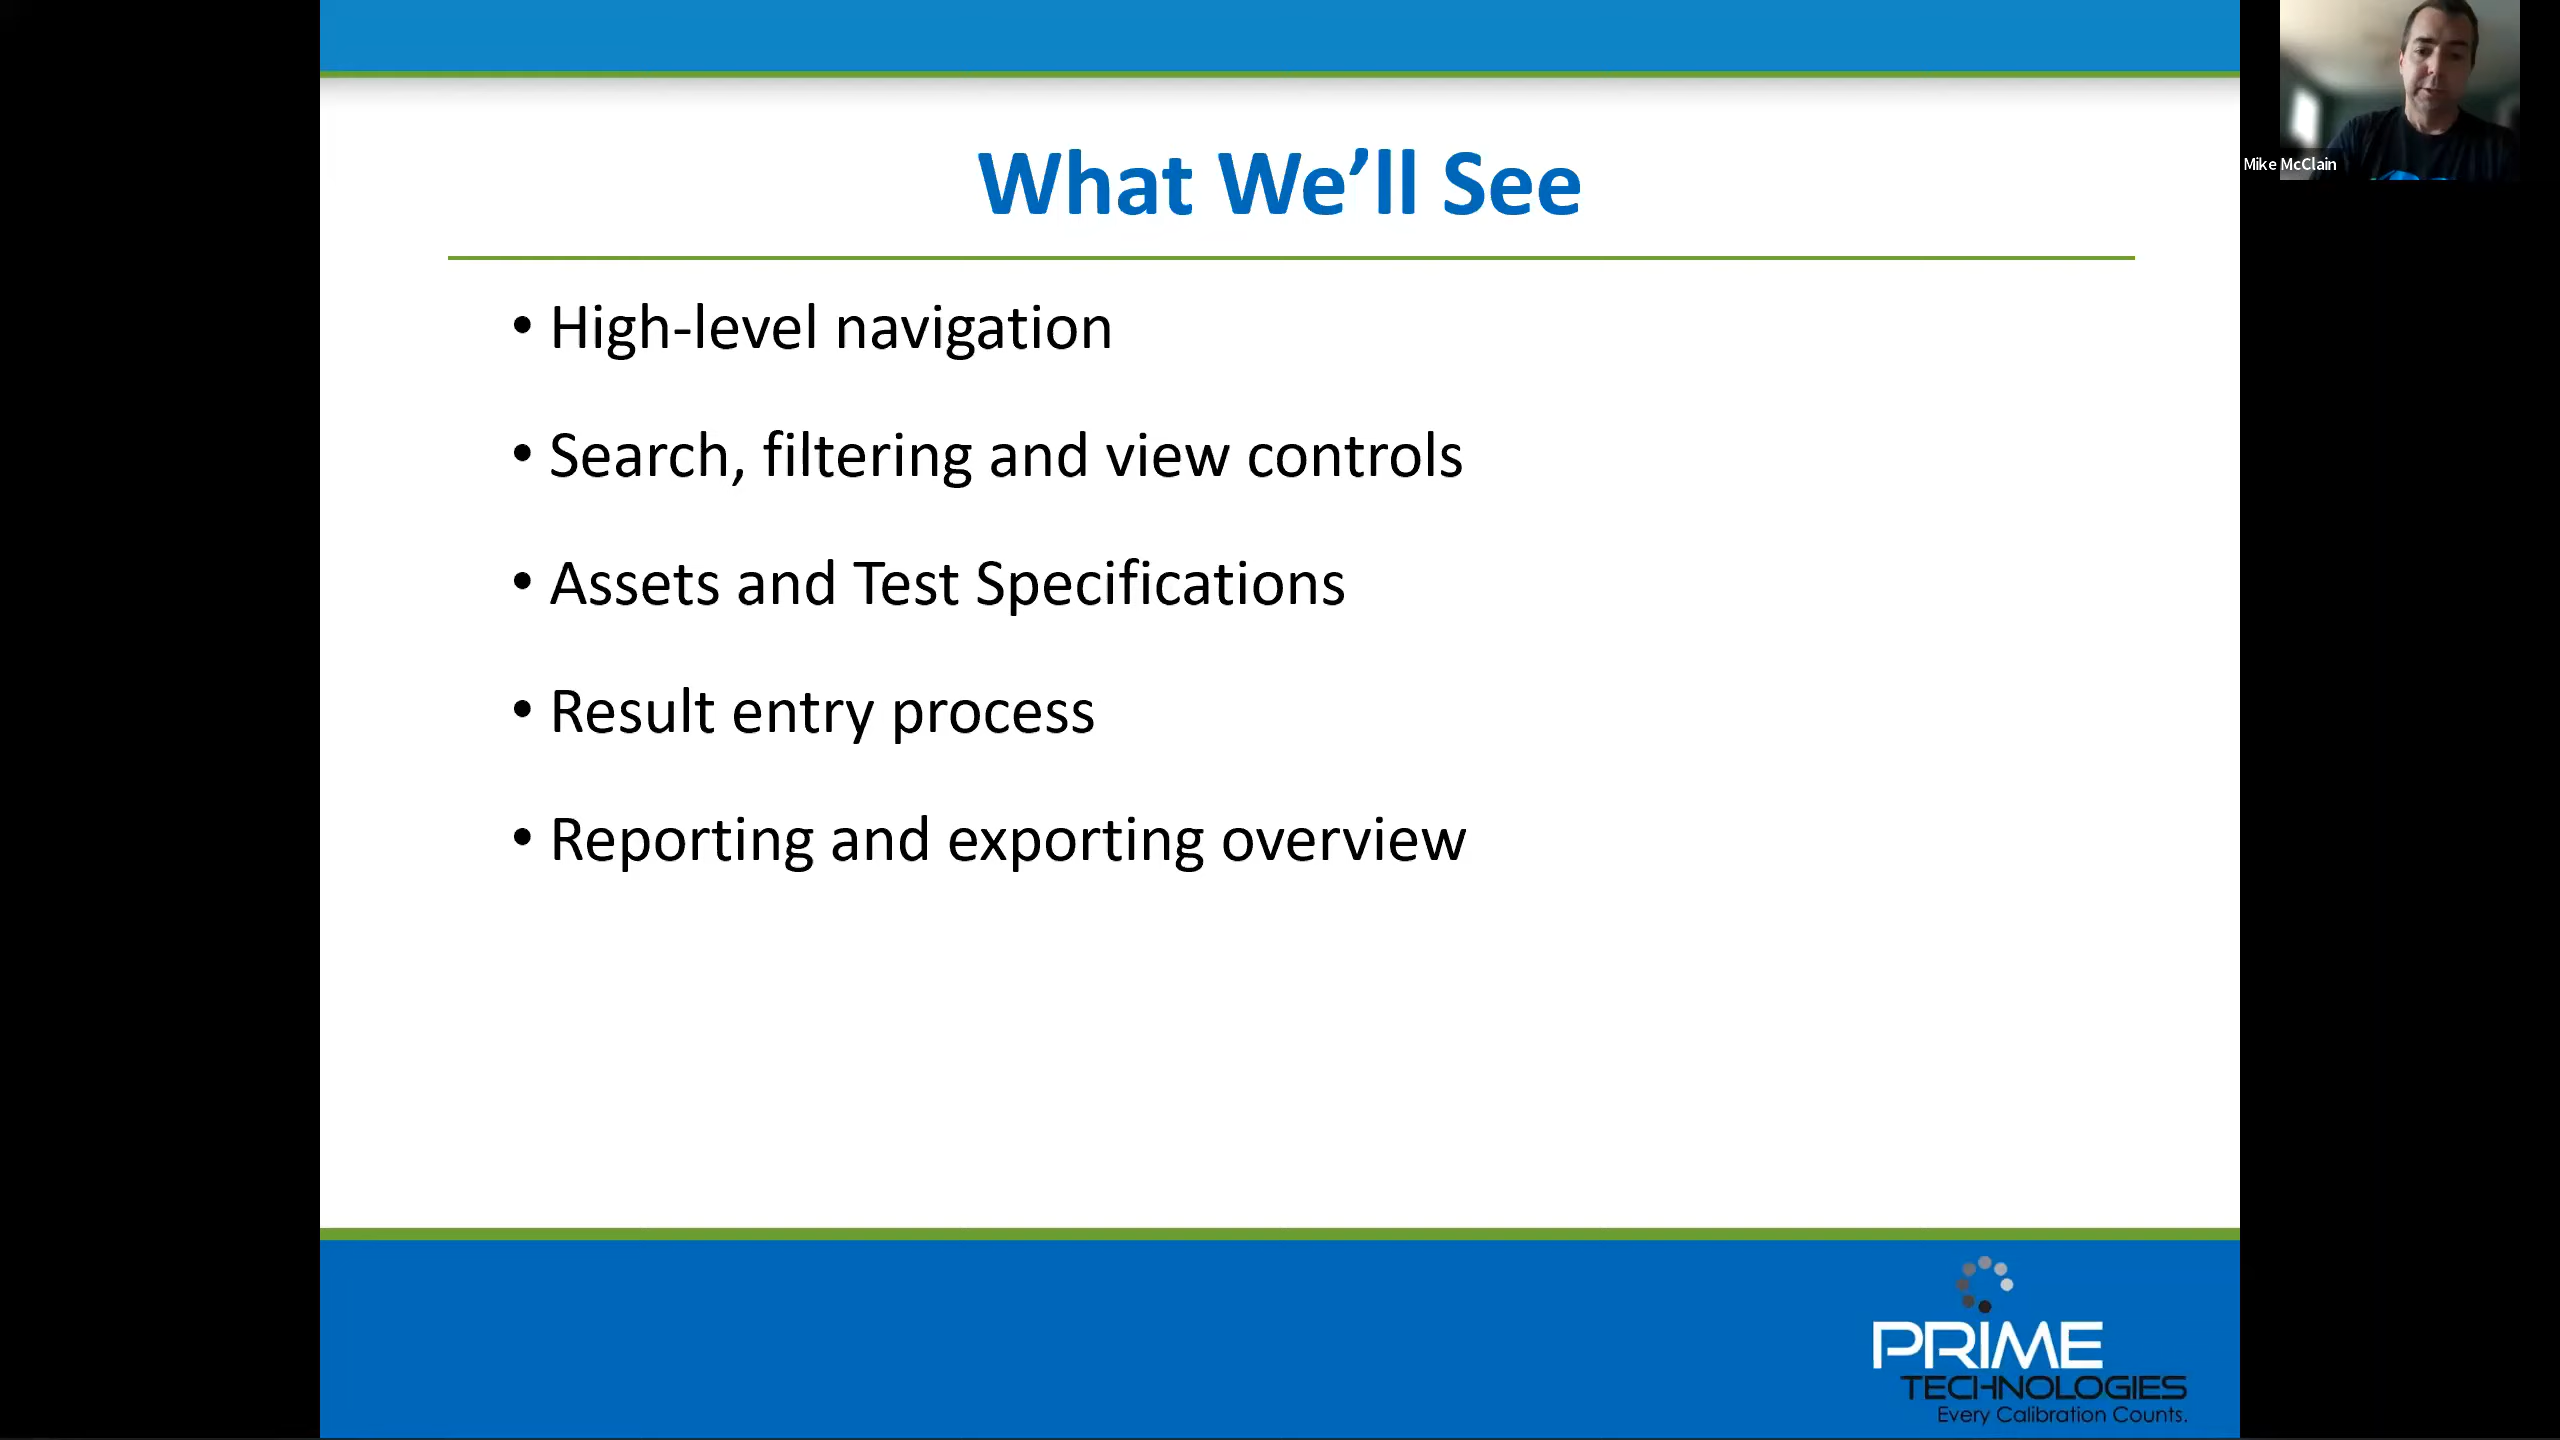 What We’ll See
Mike McClain
• High-level navigation
• Search, filtering and view controls
• Assets and Test Specifications
• Result entry process
• Reporting and exporting overview
PRIME
TECHNOLOGIES
Every Calibration Counts.